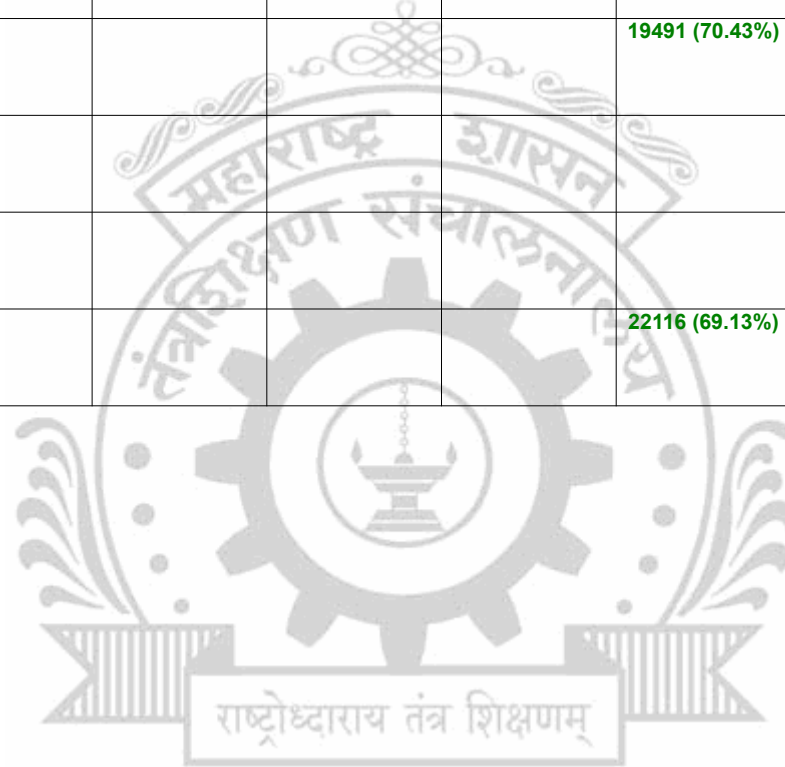 19491 (70.43%)
महाराष्ट्र शासन
तंत्रशिक्षण संचालनालय
22116 (69.13%)
राष्ट्रोध्दाराय तंत्र शिक्षणम्